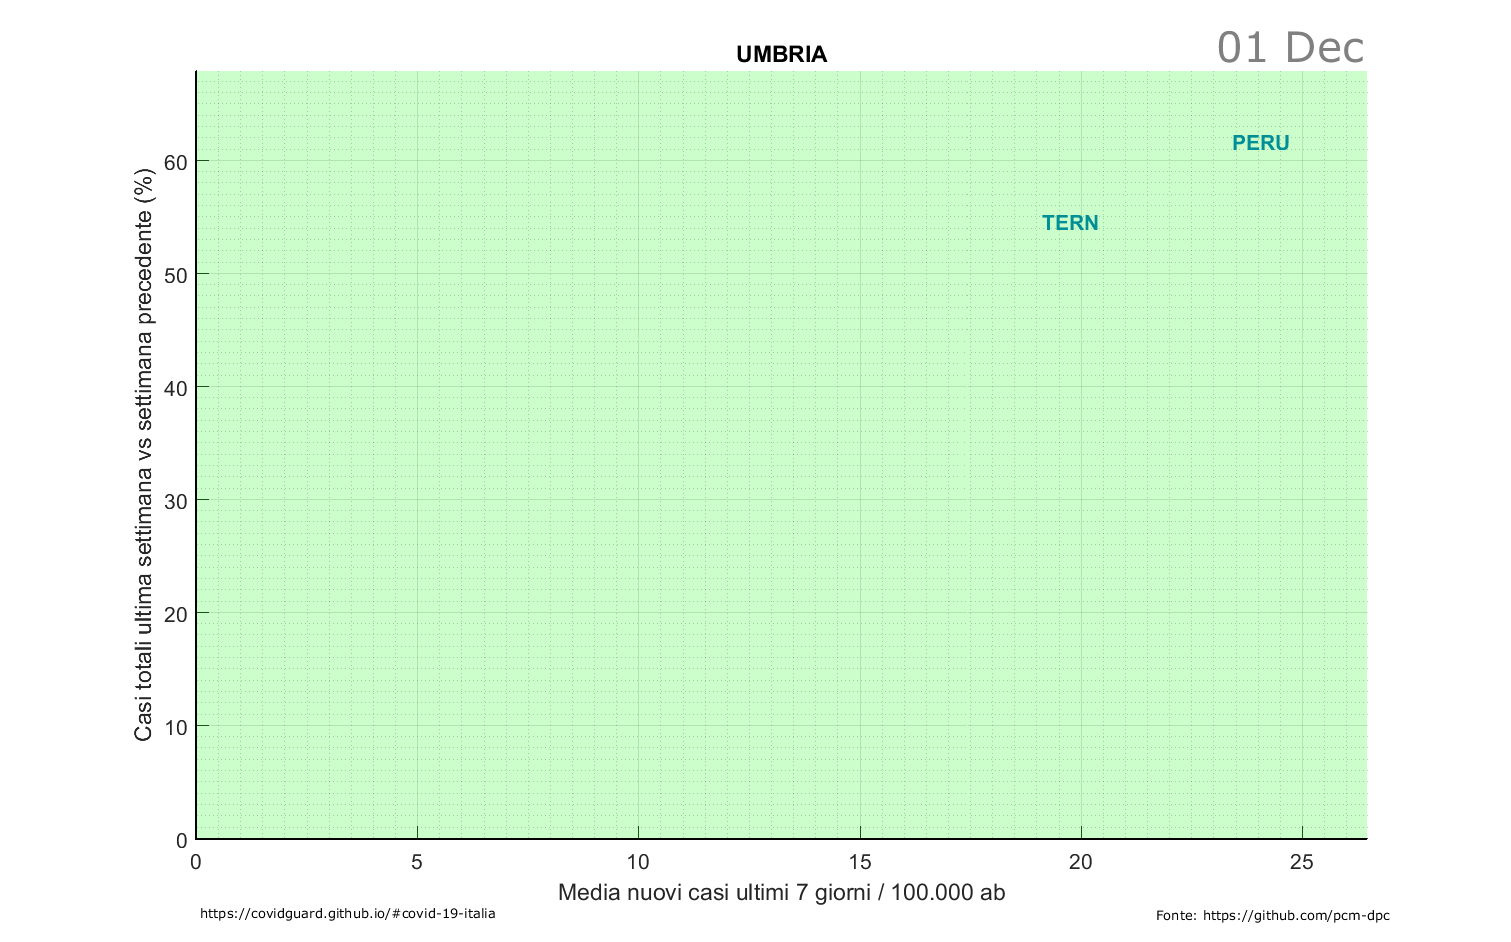 UMBRIA
01 Dec
PERU
TERN
Casi totali ultima settimana vs settimana precedente (%)
60
50
40
30
20
10
0
0 5 10 15 20 25
Media nuovi casi ultimi 7 giorni / 100.000 ab
https://covidguard.github.io/#covid-19-italia
Fonte: https://github.com/pcm-dpc